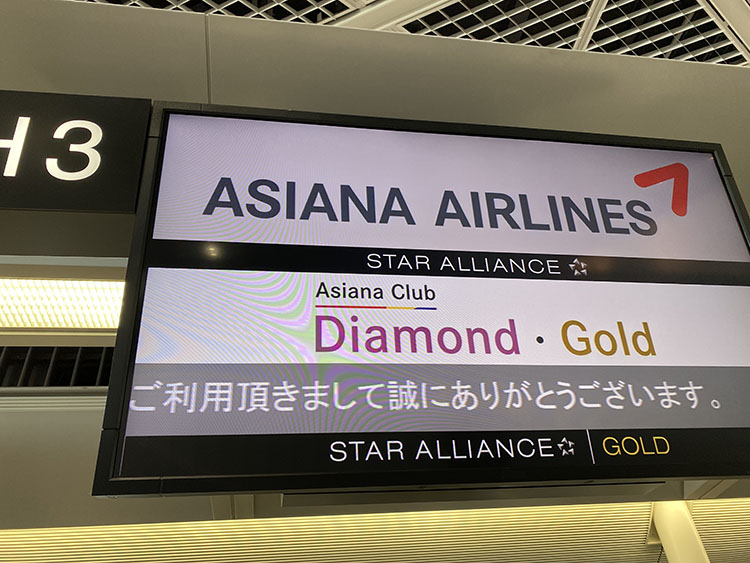 H3
ASIANA AIRLINES
STAR ALLIANCE
Asiana Club
Diamond · Gold
ご利用頂きまして誠にありがとうございます。
STAR ALLIANCE | GOLD